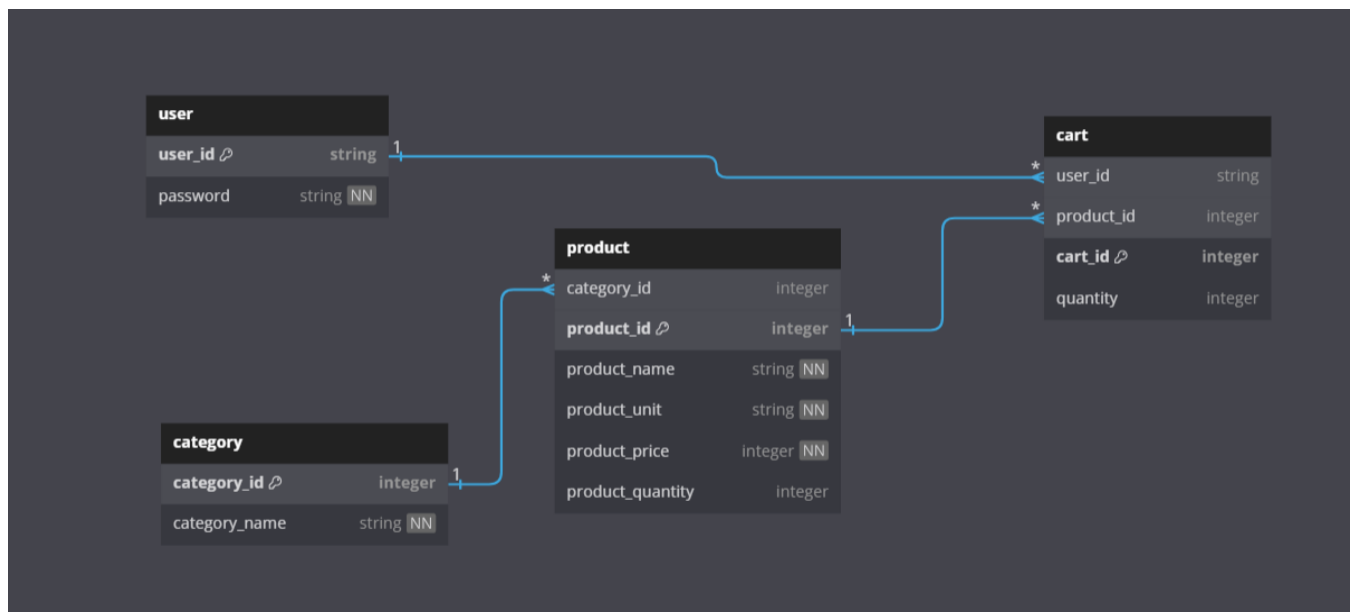 user
user_id string
password string NN
1
*
cart
user_id string
*
product_id integer
cart_id integer
quantity integer
product
*
category_id integer
product_id integer
1
product_name string NN
product_unit string NN
product_price integer NN
product_quantity integer
category
category_id integer
1
category_name string NN